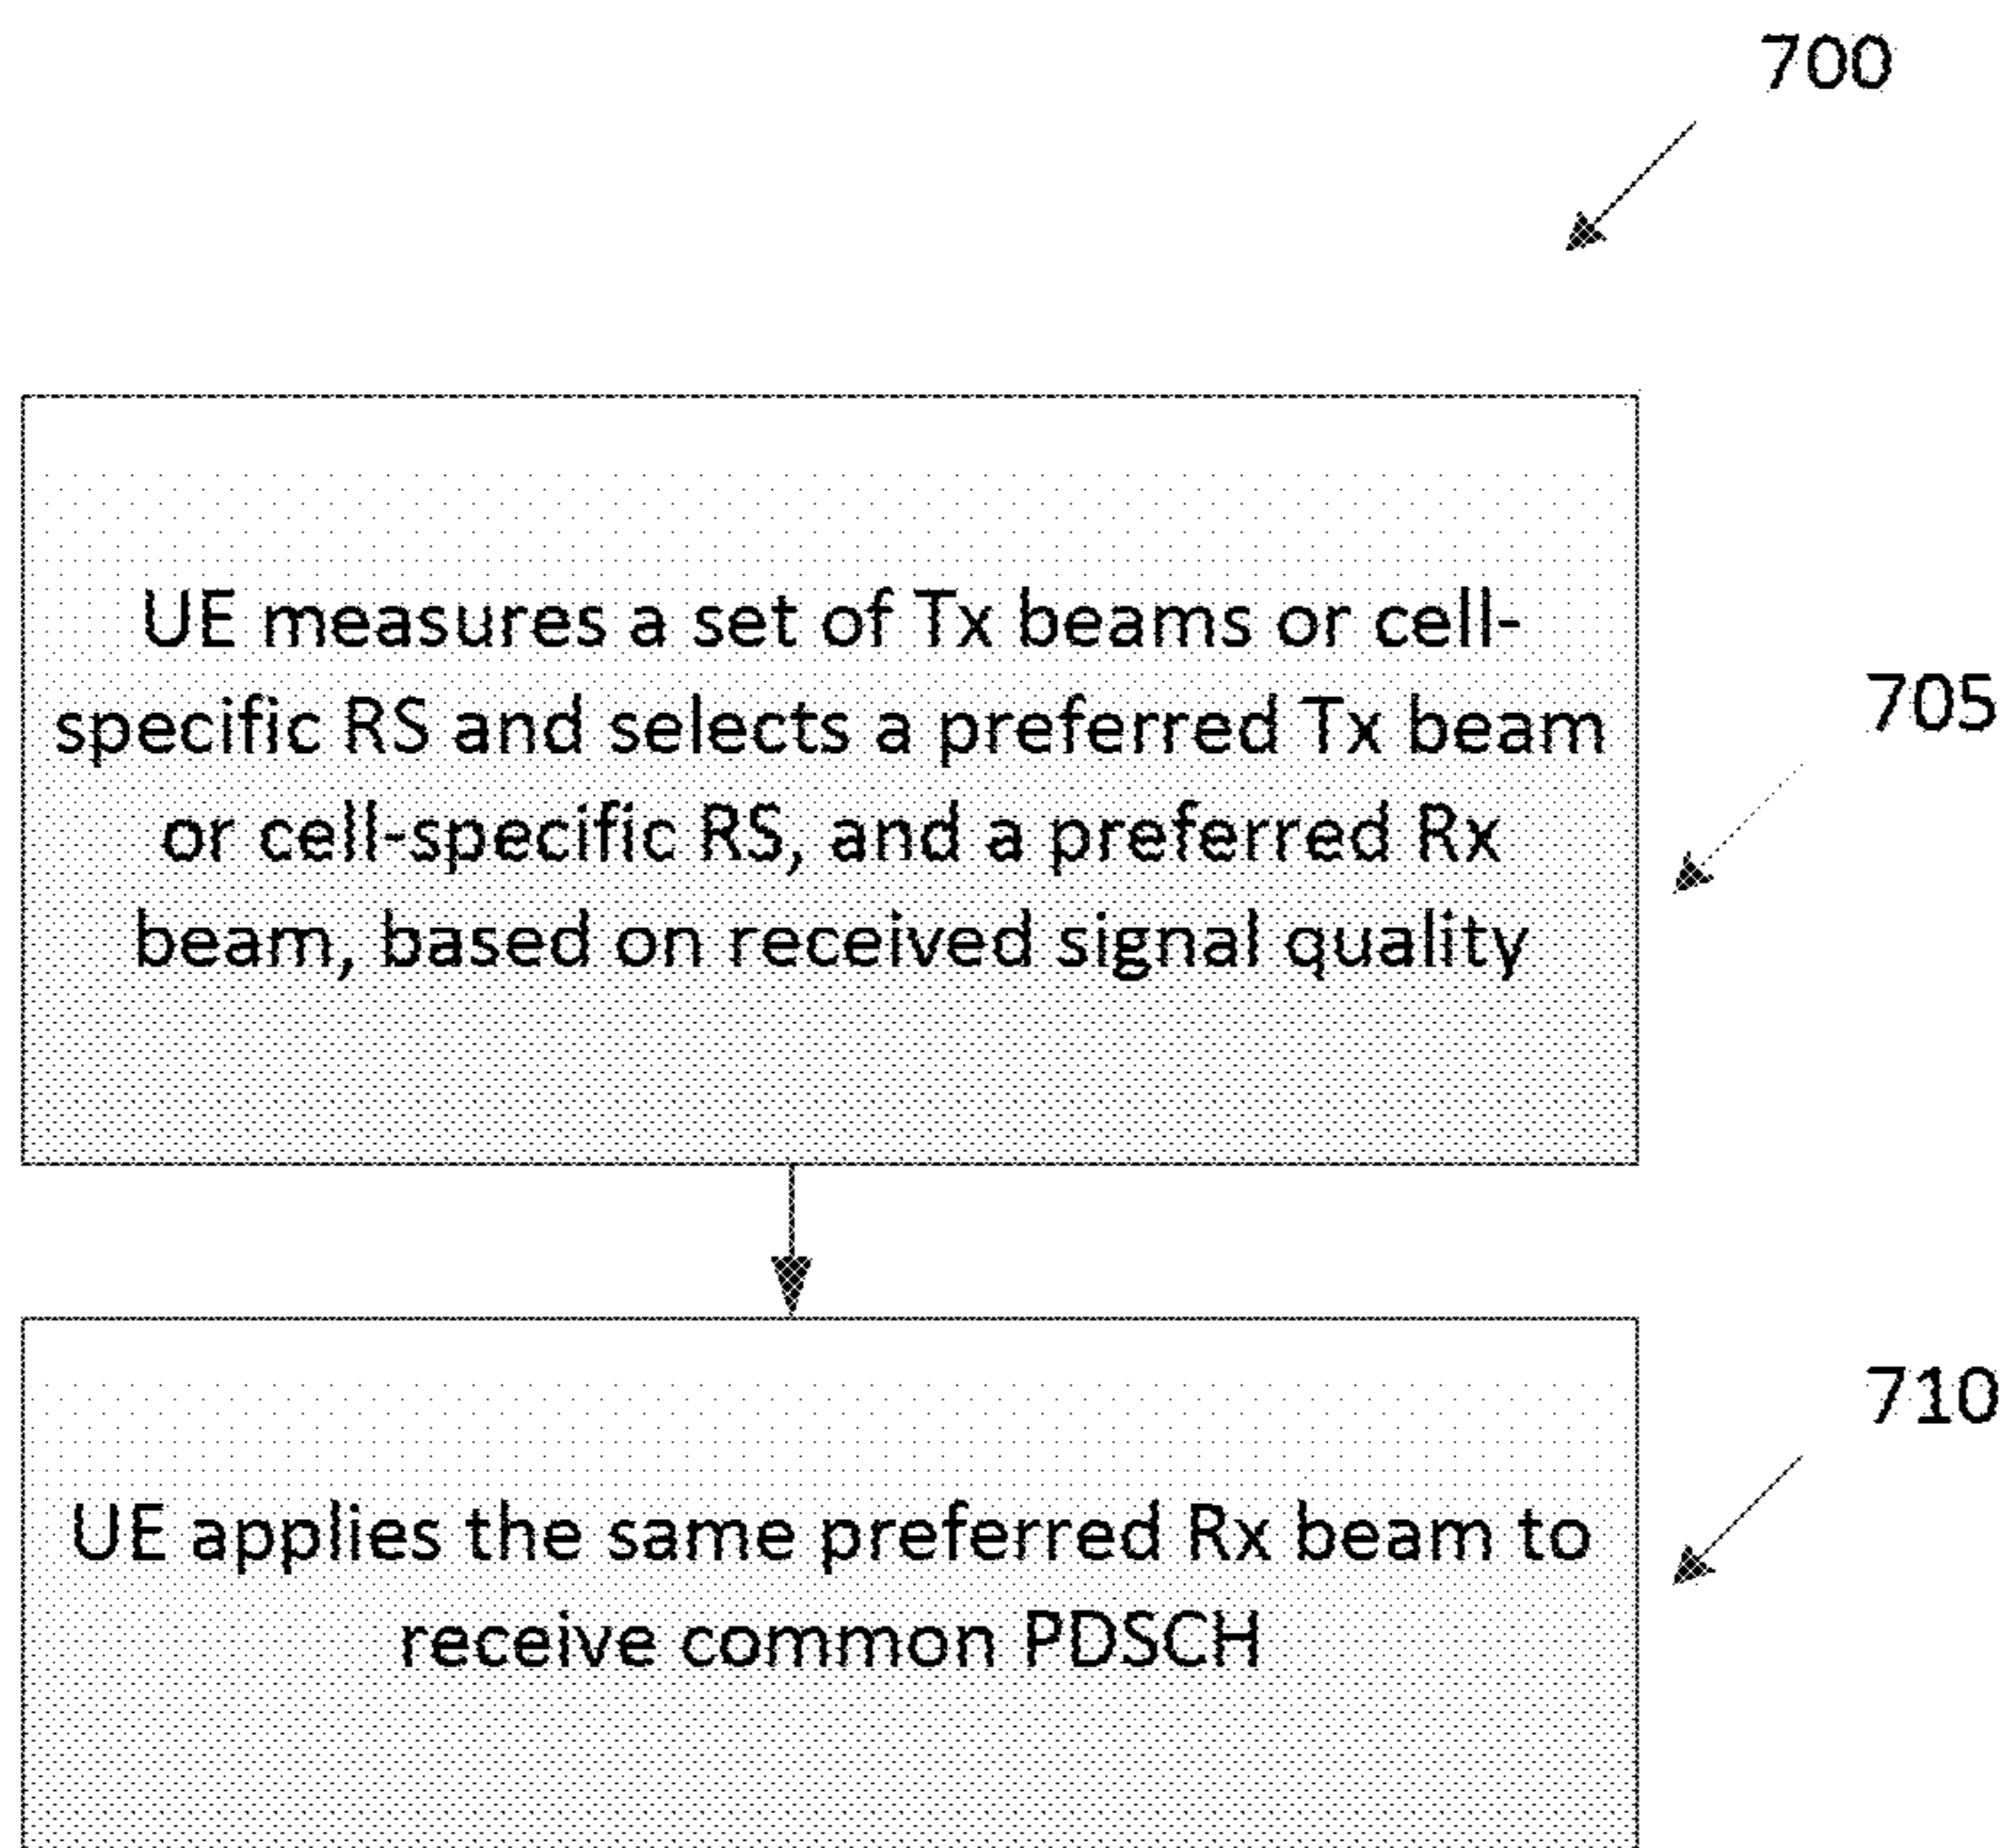 700
UE measures a set of Tx beams or cell-
specific RS and selects a preferred Tx beam
or cell-specific RS, and a preferred Rx
beam, based on received signal quality
705
UE applies the same preferred Rx beam to
receive common PDSCH
710